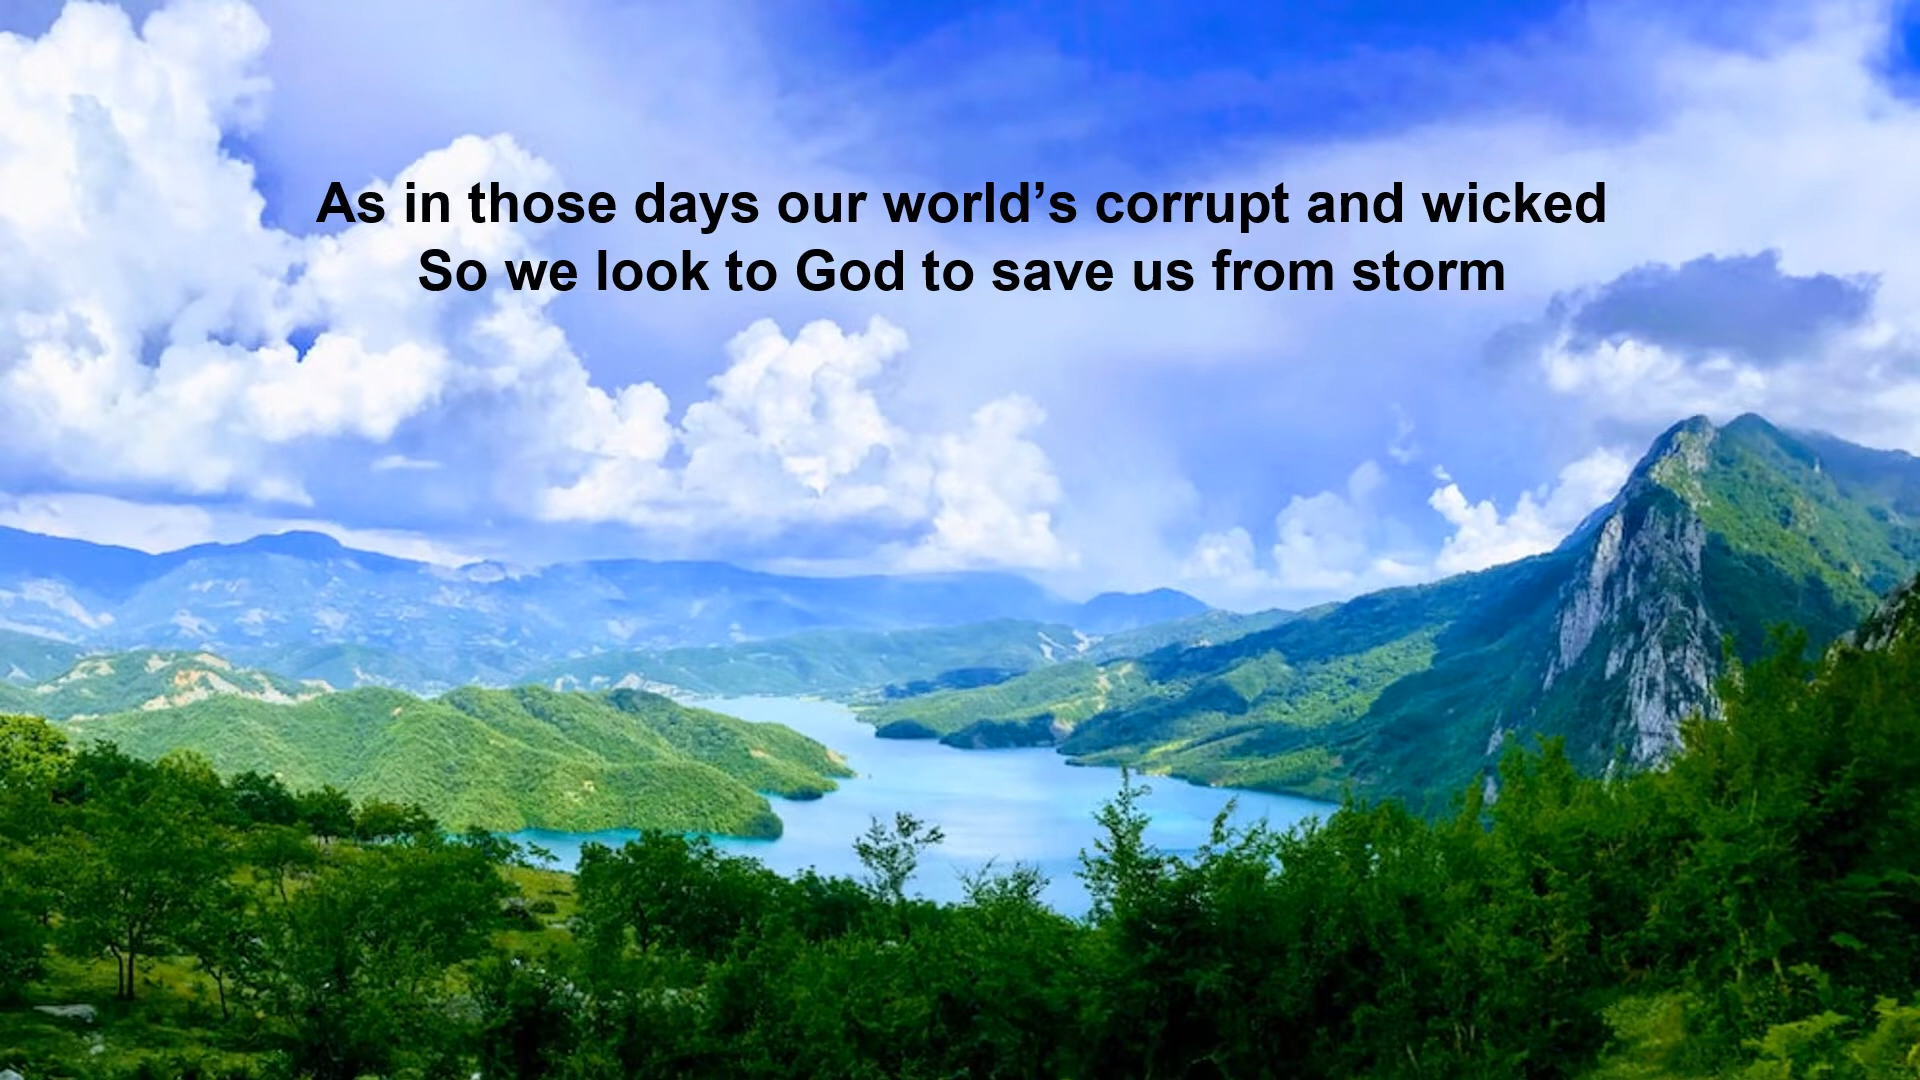 As in those days our world’s corrupt and wicked
So we look to God to save us from storm